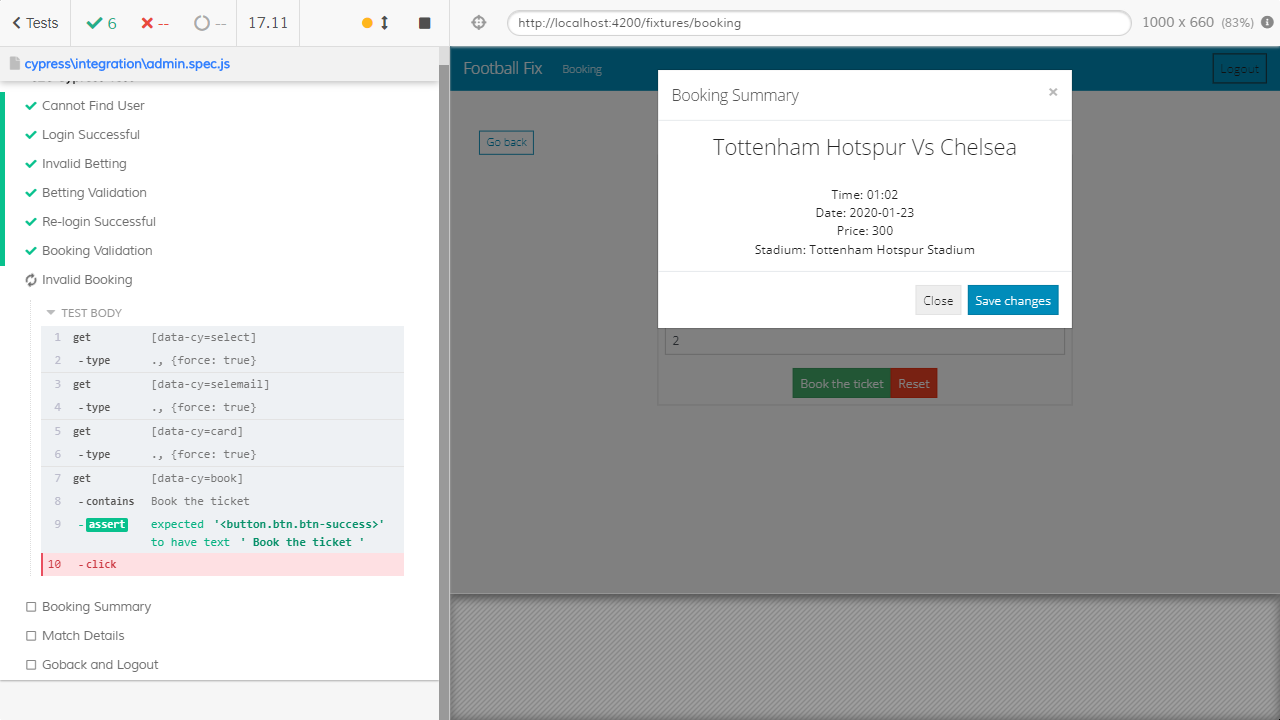 Tests
6
--
--
17.11
http://localhost:4200/fixtures/booking
1000 x 660 (83%)
cypress\integration\admin.spec.js
Cannot Find User
Login Successful
Invalid Betting
Betting Validation
Re-login Successful
Booking Validation
Invalid Booking
TEST BODY
1 get [data-cy=select]
2 -type ., {force: true}
3 get [data-cy=selemail]
4 -type ., {force: true}
5 get [data-cy=card]
6 -type ., {force: true}
7 get [data-cy=book]
8 -contains Book the ticket
9 -assert expected '<button.btn.btn-success>'
to have text ' Book the ticket '
10 -click
Booking Summary
Match Details
Goback and Logout
Football Fix Booking
Logout
Go back
Booking Summary ×
Tottenham Hotspur Vs Chelsea
Time: 01:02
Date: 2020-01-23
Price: 300
Stadium: Tottenham Hotspur Stadium
Close Save changes
2
Book the ticket Reset